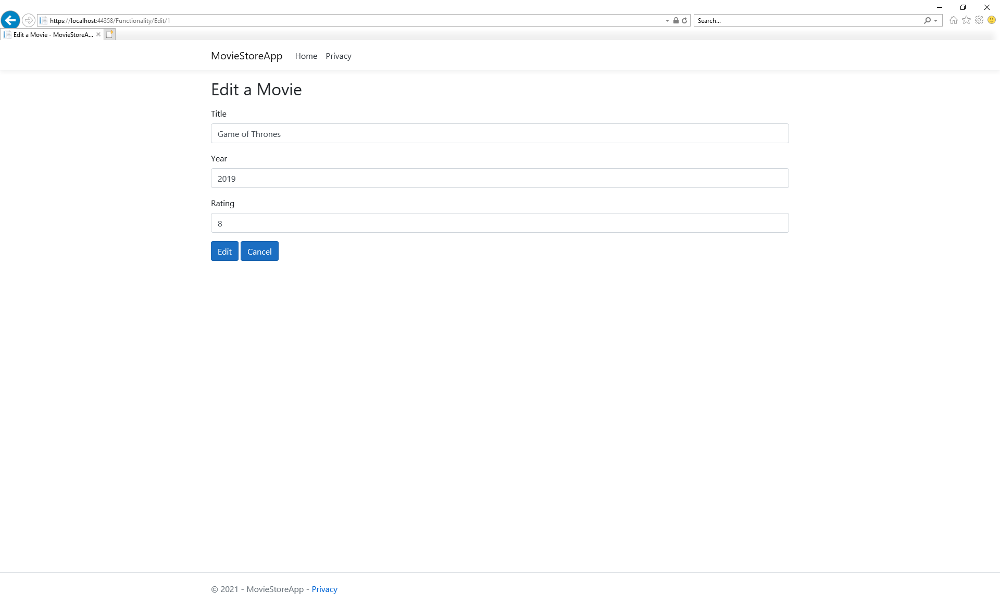 https://localhost:44358/Functionality/Edit/1
Search...
Edit a Movie - MovieStoreA...
MovieStoreApp Home Privacy
Edit a Movie
Title
Game of Thrones
Year
2019
Rating
8
Edit Cancel
© 2021 - MovieStoreApp - Privacy